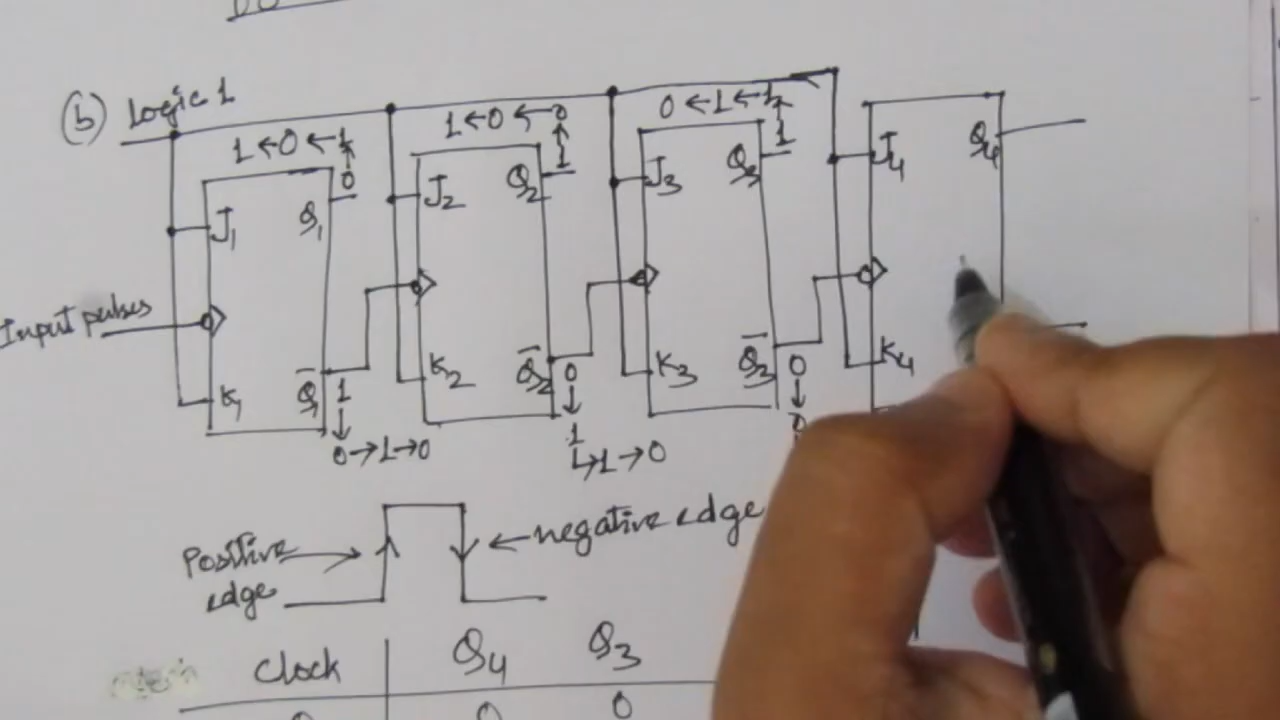 (b) Logic 1
1←0←1
0
1←0←0
1
0←1←1
1
J1 Q1
J2 Q2
J3 Q3
J4 Q4
Input pulses
K1 Q̅1 1
K2 Q̅2 0
K3 Q̅3 0
K4
↓ 0→1→0
↓ 1
↳1→0
↓
Positive edge
←negative edge
Clock Q4 Q3
0 0 0